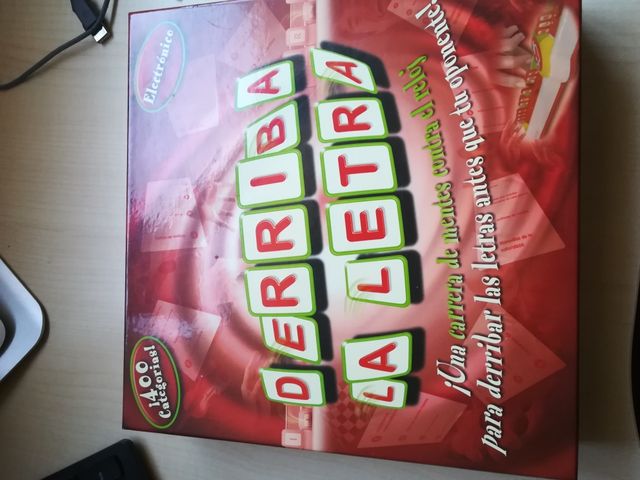 ¡400
Categorías!
Electrónico
DERRIBA
LA LETRA
¡Una carrera de mentes contra el reloj,
para derribar las letras antes que tu oponente!